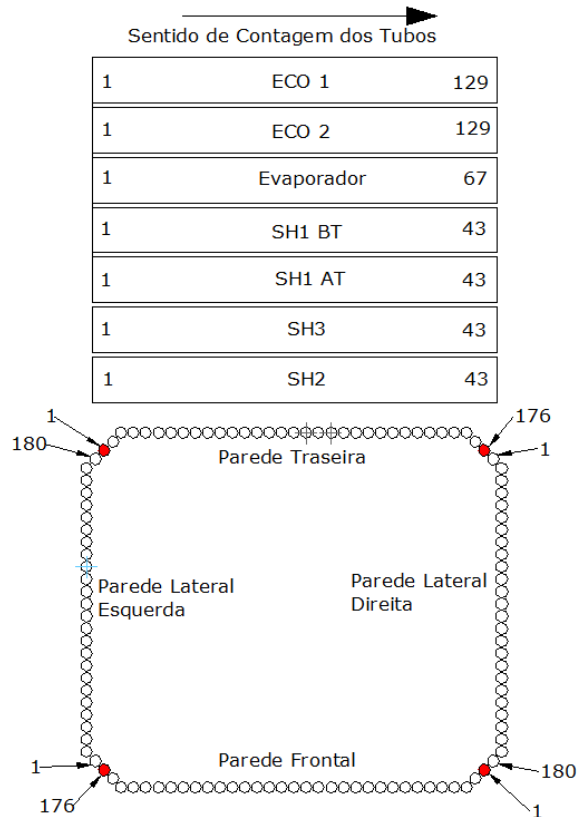 Sentido de Contagem dos Tubos
1 ECO 1 129
1 ECO 2 129
1 Evaporador 67
1 SH1 BT 43
1 SH1 AT 43
1 SH3 43
1 SH2 43
1 176
180 1
Parede Traseira
Parede Lateral Esquerda
Parede Lateral Direita
Parede Frontal
1 180
176 1